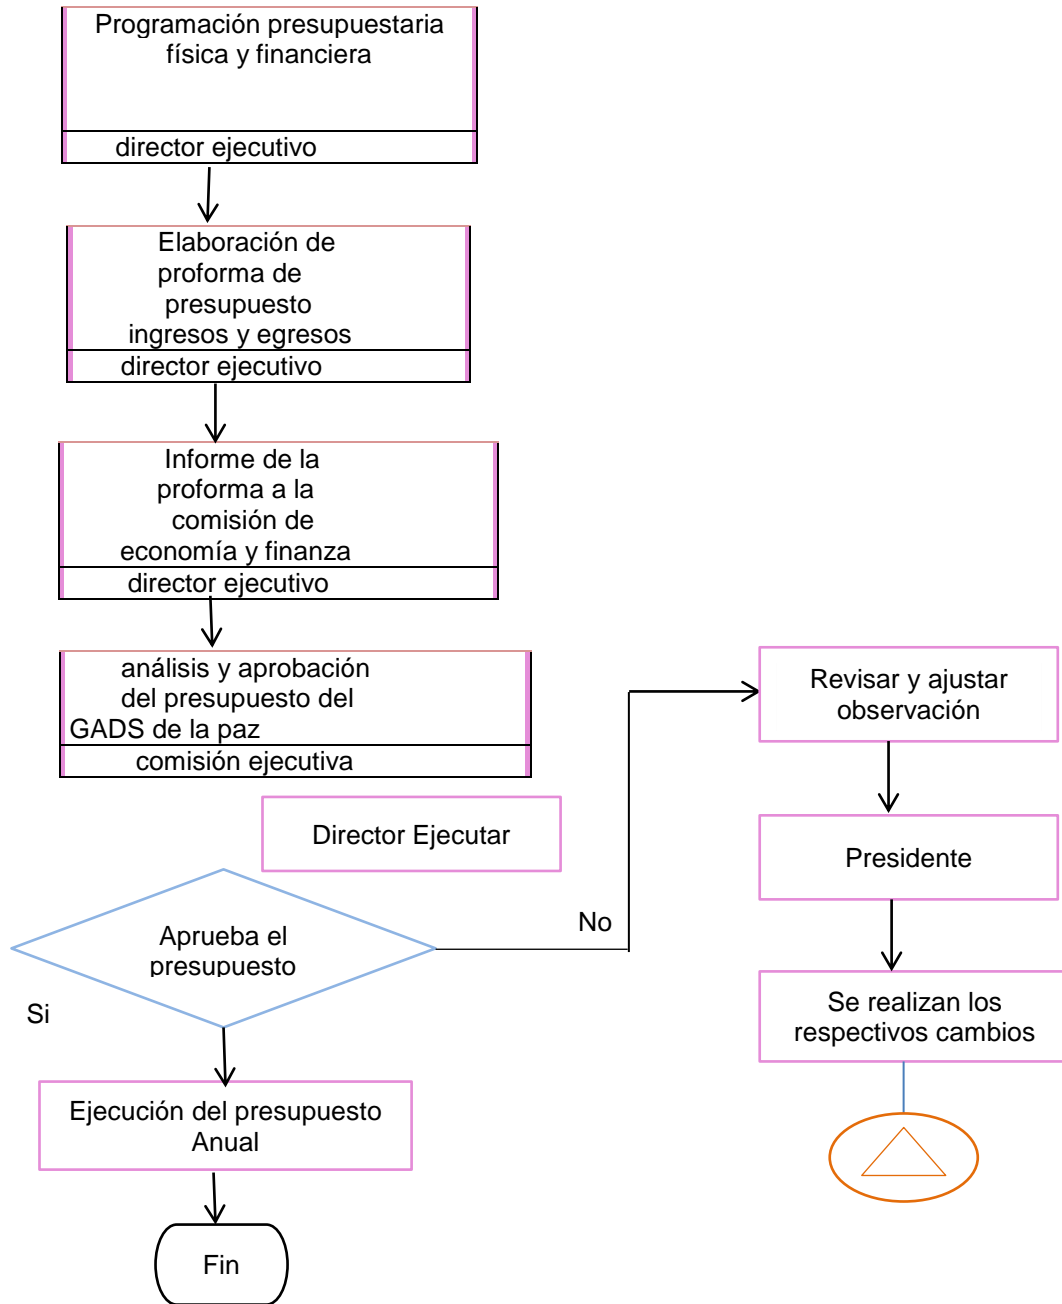 Programación presupuestaria
física y financiera
director ejecutivo
Elaboración de
proforma de
presupuesto
ingresos y egresos
director ejecutivo
Informe de la
proforma a la
comisión de
economía y finanza
director ejecutivo
análisis y aprobación
del presupuesto del
GADS de la paz
comisión ejecutiva
Director Ejecutar
Aprueba el
presupuesto
No
Si
Ejecución del presupuesto
Anual
Fin
Revisar y ajustar
observación
Presidente
Se realizan los
respectivos cambios